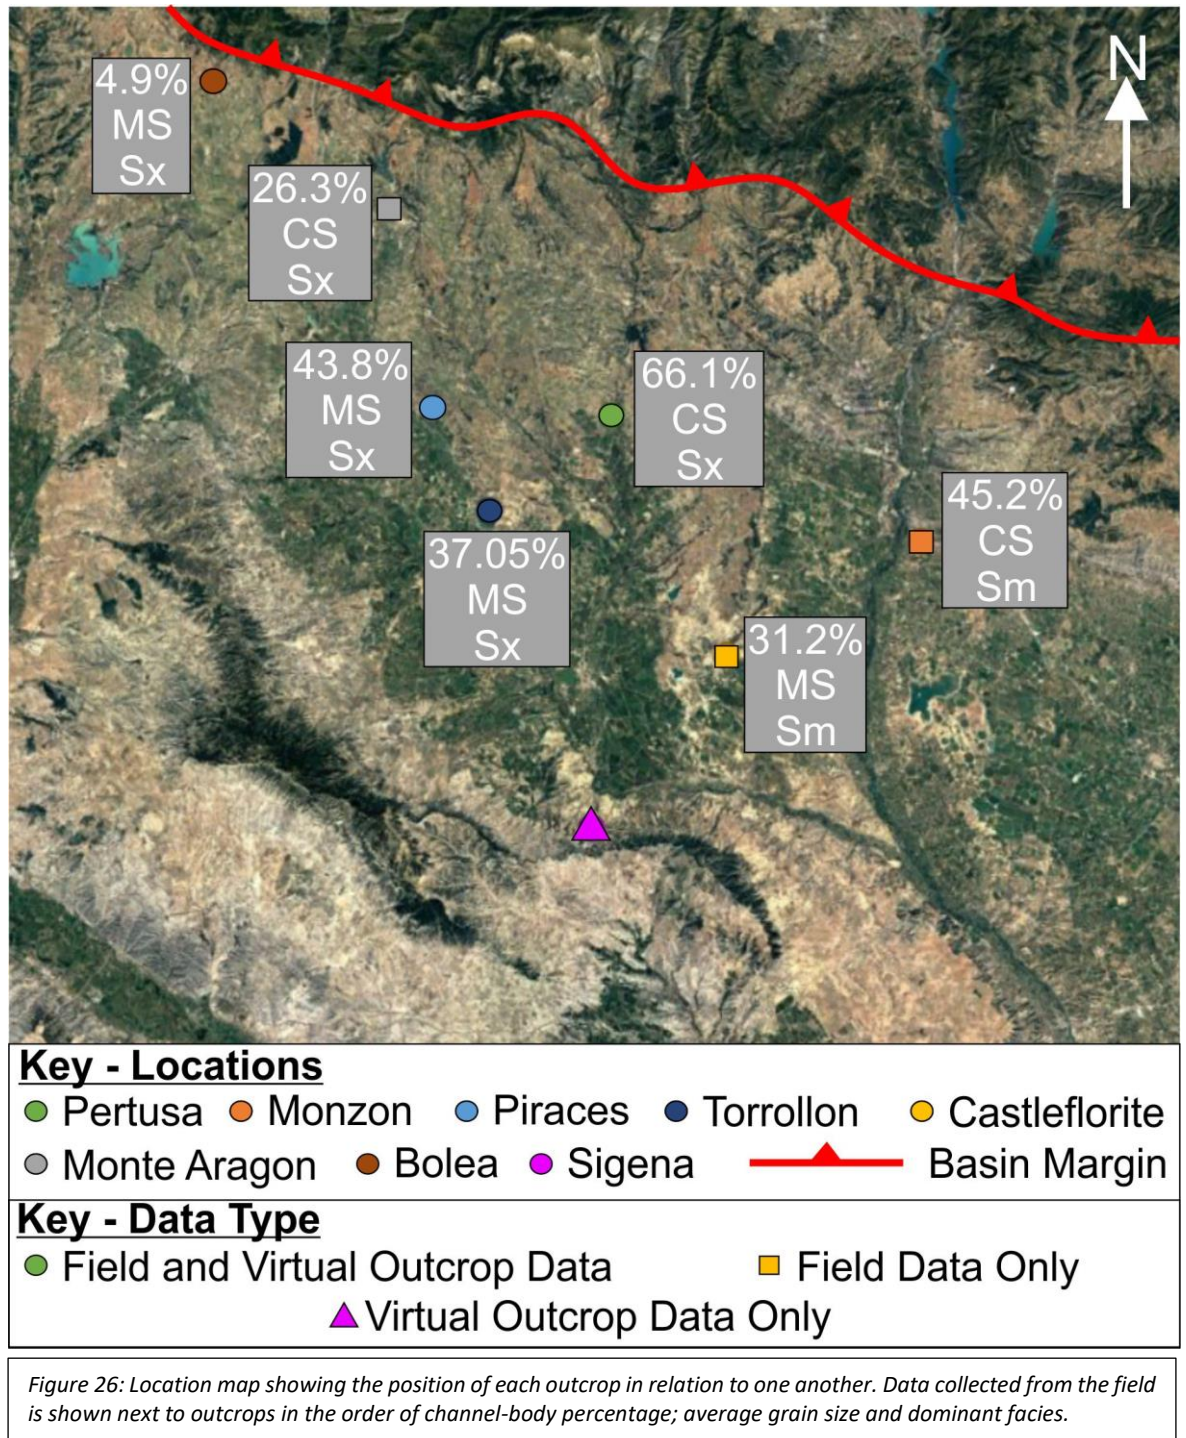 N
4.9%
MS
Sx
26.3%
CS
Sx
43.8%
MS
Sx
66.1%
CS
Sx
37.05%
MS
Sx
45.2%
CS
Sm
31.2%
MS
Sm
Key - Locations
Pertusa Monzon Piraces Torrollon Castleflorite
Monte Aragon Bolea Sigena Basin Margin
Key - Data Type
Field and Virtual Outcrop Data Field Data Only
Virtual Outcrop Data Only
Figure 26: Location map showing the position of each outcrop in relation to one another. Data collected from the field
is shown next to outcrops in the order of channel-body percentage; average grain size and dominant facies.